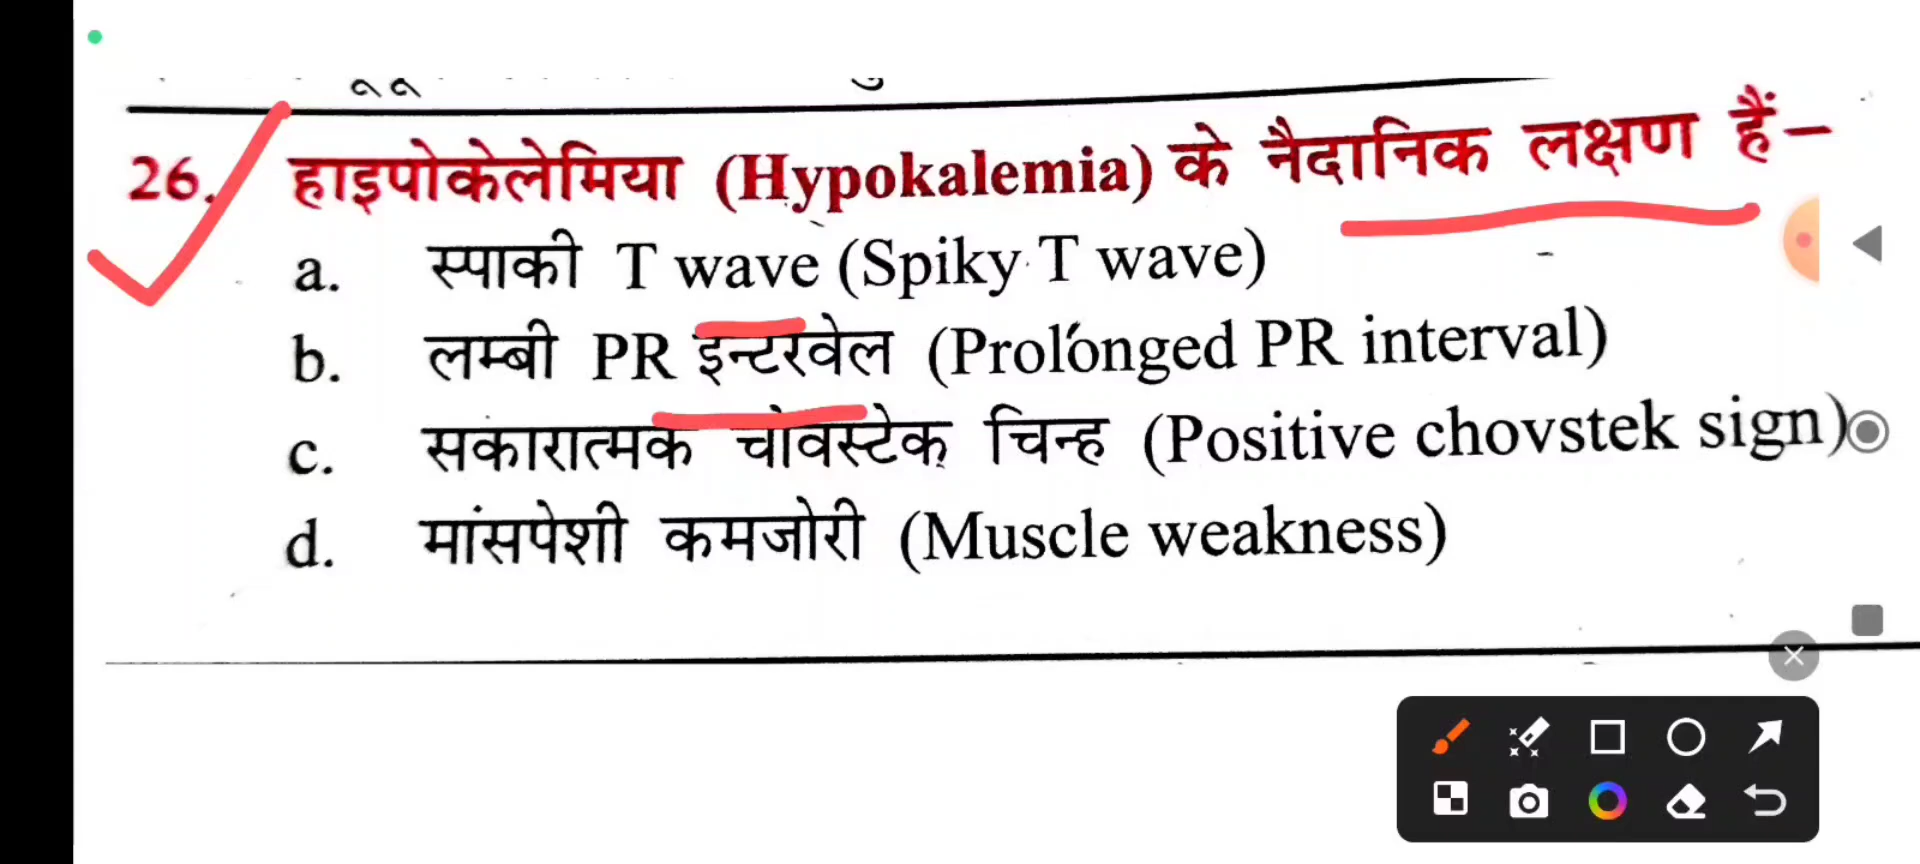 26. हाइपोकेलेमिया (Hypokalemia) के नैदानिक लक्षण हैं–
a. स्पाकी T wave (Spiky T wave)
b. लम्बी PR इन्टरवेल (Prolonged PR interval)
c. सकारात्मक चोवस्टेक चिन्ह (Positive chovstek sign)
d. मांसपेशी कमजोरी (Muscle weakness)